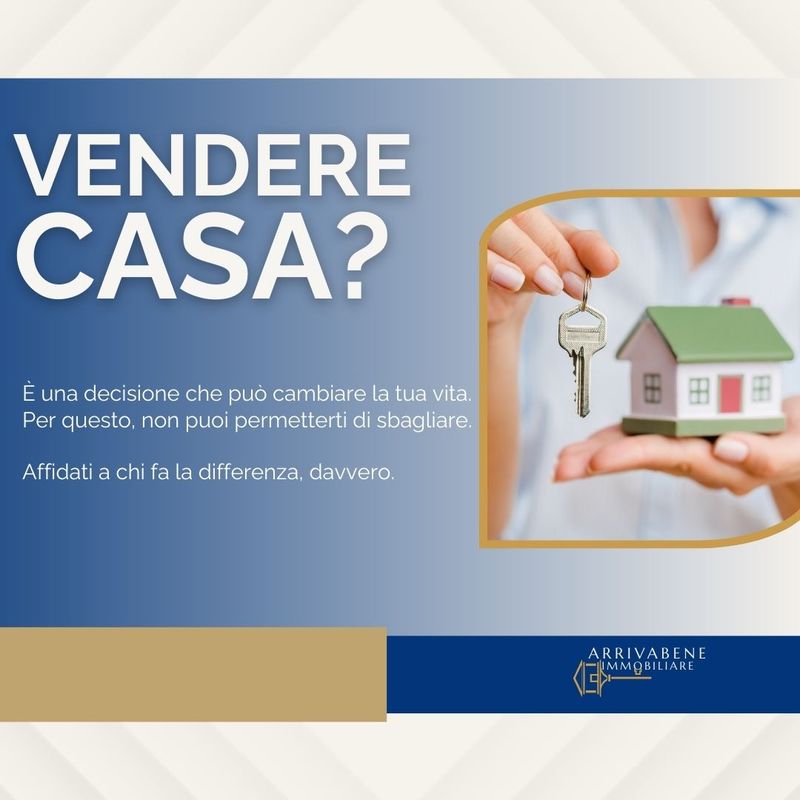 VENDERE
CASA?
È una decisione che può cambiare la tua vita.
Per questo, non puoi permetterti di sbagliare.
Affidati a chi fa la differenza, davvero.
ARRIVABENE
IMMOBILIARE